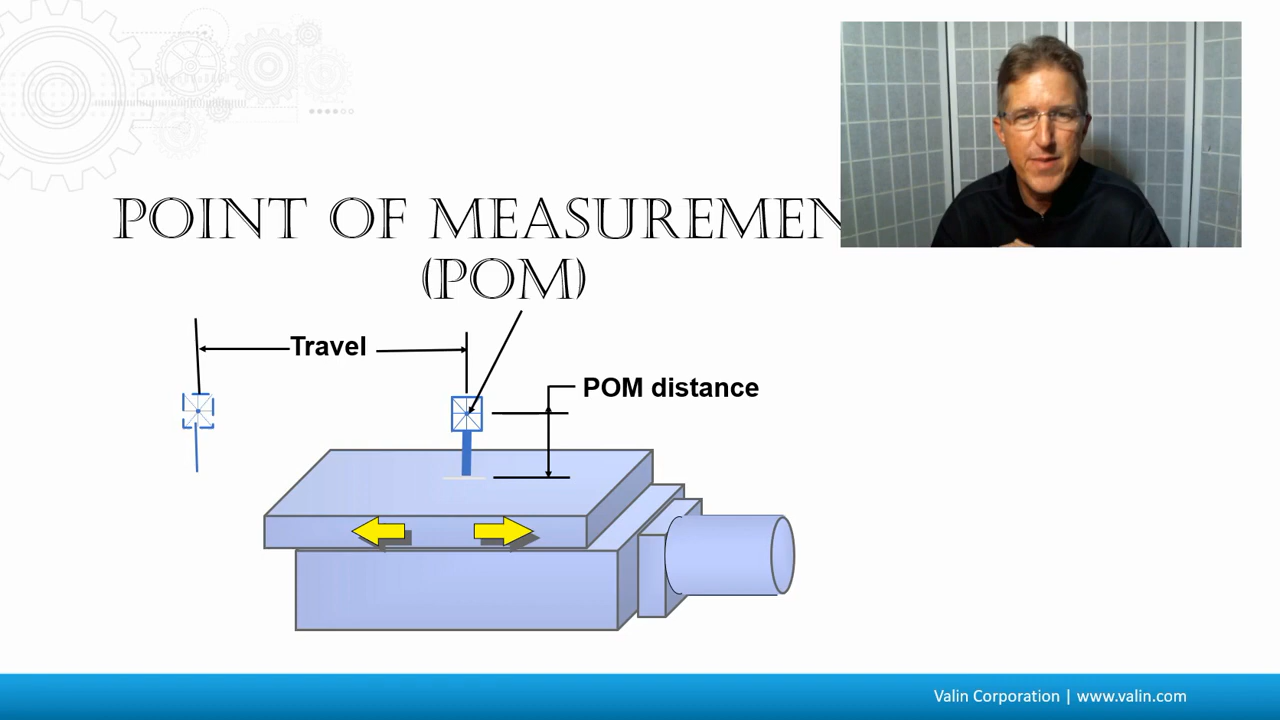 POINT OF MEASUREMEN
(POM)
Travel
POM distance
Valin Corporation | www.valin.com